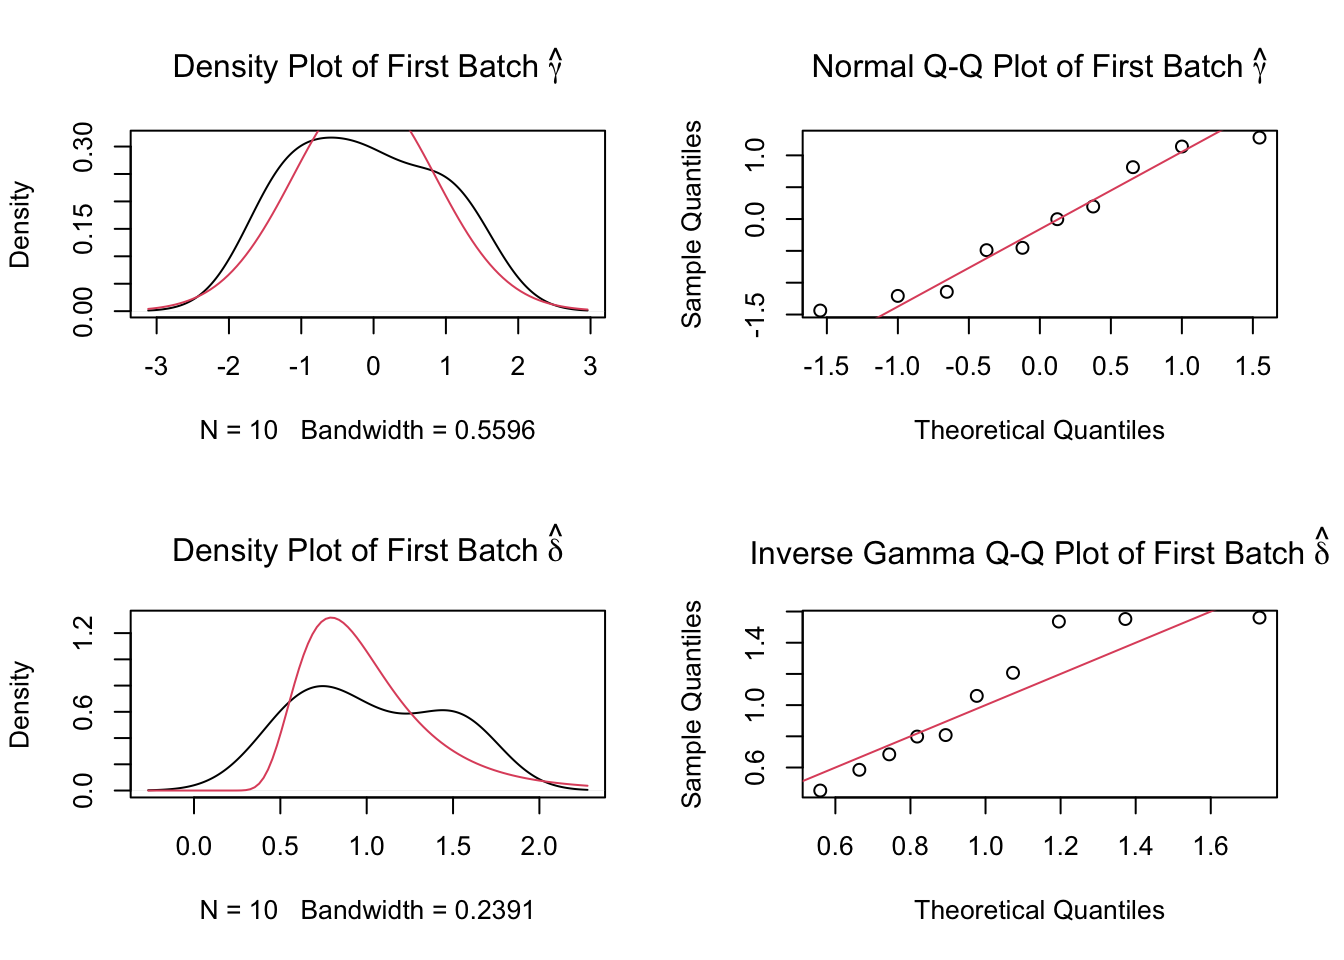 Density Plot of First Batch γ̂
Density
0.00 0.15 0.30
-3 -2 -1 0 1 2 3
N = 10 Bandwidth = 0.5596
Normal Q-Q Plot of First Batch γ̂
Sample Quantiles
-1.5 0.0 1.0
-1.5 -1.0 -0.5 0.0 0.5 1.0 1.5
Theoretical Quantiles
Density Plot of First Batch δ̂
Density
0.0 0.6 1.2
0.0 0.5 1.0 1.5 2.0
N = 10 Bandwidth = 0.2391
Inverse Gamma Q-Q Plot of First Batch δ̂
Sample Quantiles
0.6 1.0 1.4
0.6 0.8 1.0 1.2 1.4 1.6
Theoretical Quantiles